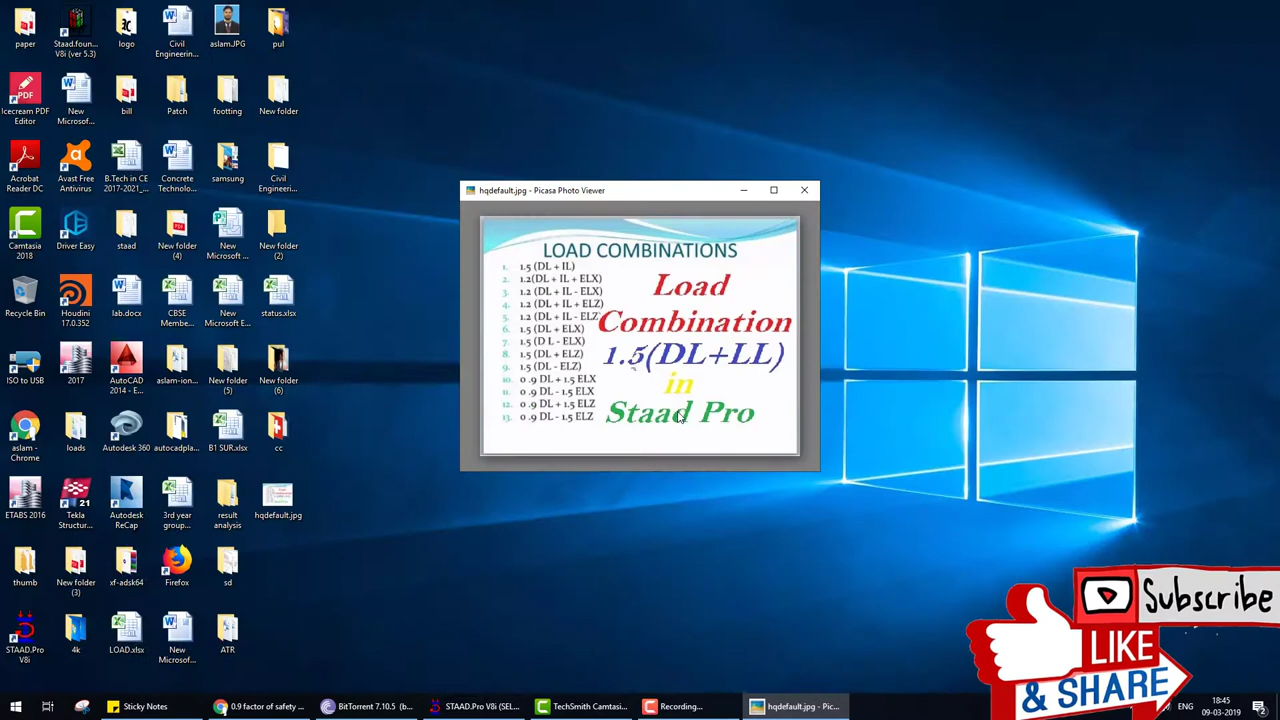 paper
Staad.foun...
V8i (ver 5.3)
logo
Civil
Engineerin...
aslam.JPG
pul
Icecream PDF
Editor
New
Microsof...
bill
Patch
footting
New folder
Acrobat
Reader DC
Avast Free
Antivirus
B.Tech in CE
2017-2021_...
Concrete
Technolo...
samsung
Civil
Engineeri...
Camtasia
2018
Driver Easy
staad
New folder
(4)
New
Microsoft ...
New folder
(2)
Recycle Bin
Houdini
17.0.352
lab.docx
CBSE
Membe...
New
Microsoft E...
status.xlsx
ISO to USB
2017
AutoCAD
2014 - E...
aslam-ion...
New folder
(5)
New folder
(6)
aslam -
Chrome
loads
Autodesk 360
autocadpla...
B1 SUR.xlsx
cc
ETABS 2016
Tekla
Structur...
Autodesk
ReCap
3rd year
group...
result
analysis
hqdefault.jpg
thumb
New folder
(3)
xf-adsk64
Firefox
sd
STAAD.Pro
V8i
4k
LOAD.xlsx
New
Microsof...
ATR
hqdefault.jpg - Picasa Photo Viewer
LOAD COMBINATIONS
1. 1.5 (DL + IL)
2. 1.2(DL + IL + ELX)
3. 1.2 (DL + IL - ELX)
4. 1.2 (DL + IL + ELZ)
5. 1.2 (DL + IL - ELZ
6. 1.5 (DL + ELX)
7. 1.5 (D L - ELX)
8. 1.5 (DL + ELZ)
9. 1.5 (DL - ELZ)
10. 0 .9 DL + 1.5 ELX
11. 0 .9 DL - 1.5 ELX
12. 0 .9 DL + 1.5 ELZ
13. 0 .9 DL - 1.5 ELZ
Load
Combination
1.5(DL+LL)
in
Staad Pro
Subscribe
LIKE
& SHARE
Sticky Notes
0.9 factor of safety ...
BitTorrent 7.10.5 (b...
STAAD.Pro V8i (SEL...
TechSmith Camtasi...
Recording...
hqdefault.jpg - Pic...
ENG
18:45
09-03-2019
2